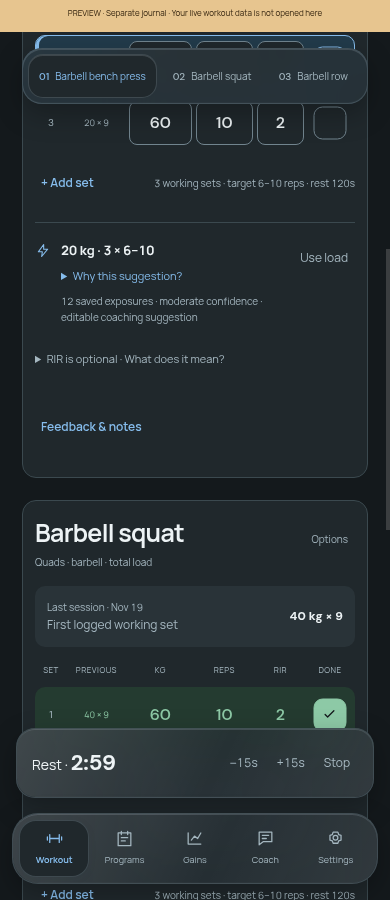 PREVIEW · Separate journal · Your live workout data is not opened here
01 Barbell bench press 02 Barbell squat 03 Barbell row
3 20 × 9 60 10 2
+ Add set 3 working sets · target 6–10 reps · rest 120s
20 kg · 3 × 6–10
Use load
▶ Why this suggestion?
12 saved exposures · moderate confidence ·
editable coaching suggestion
▶ RIR is optional · What does it mean?
Feedback & notes
Barbell squat
Options
Quads · barbell · total load
Last session · Nov 19
First logged working set
40 kg × 9
SET PREVIOUS KG REPS RIR DONE
1 40 × 9 60 10 2 ✓
Rest · 2:59 −15s +15s Stop
Workout Programs Gains Coach Settings
+ Add set 3 working sets · target 6–10 reps · rest 120s